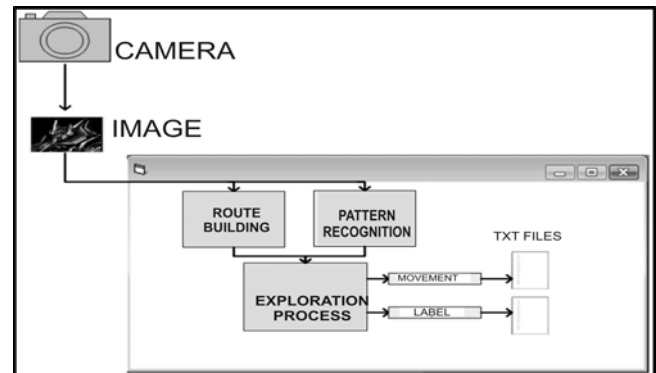 CAMERA
IMAGE
ROUTE
BUILDING
PATTERN
RECOGNITION
TXT FILES
MOVEMENT
EXPLORATION
PROCESS
LABEL